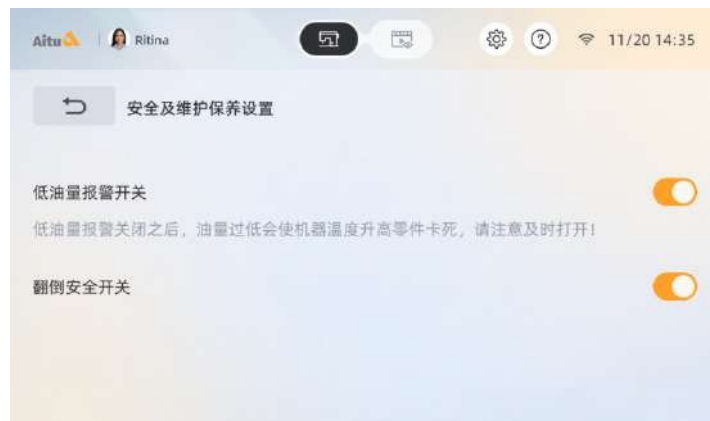 Aitu
Ritina
11/20 14:35
安全及维护保养设置
低油量报警开关
低油量报警关闭之后，油量过低会使机器温度升高零件卡死，请注意及时打开！
翻倒安全开关